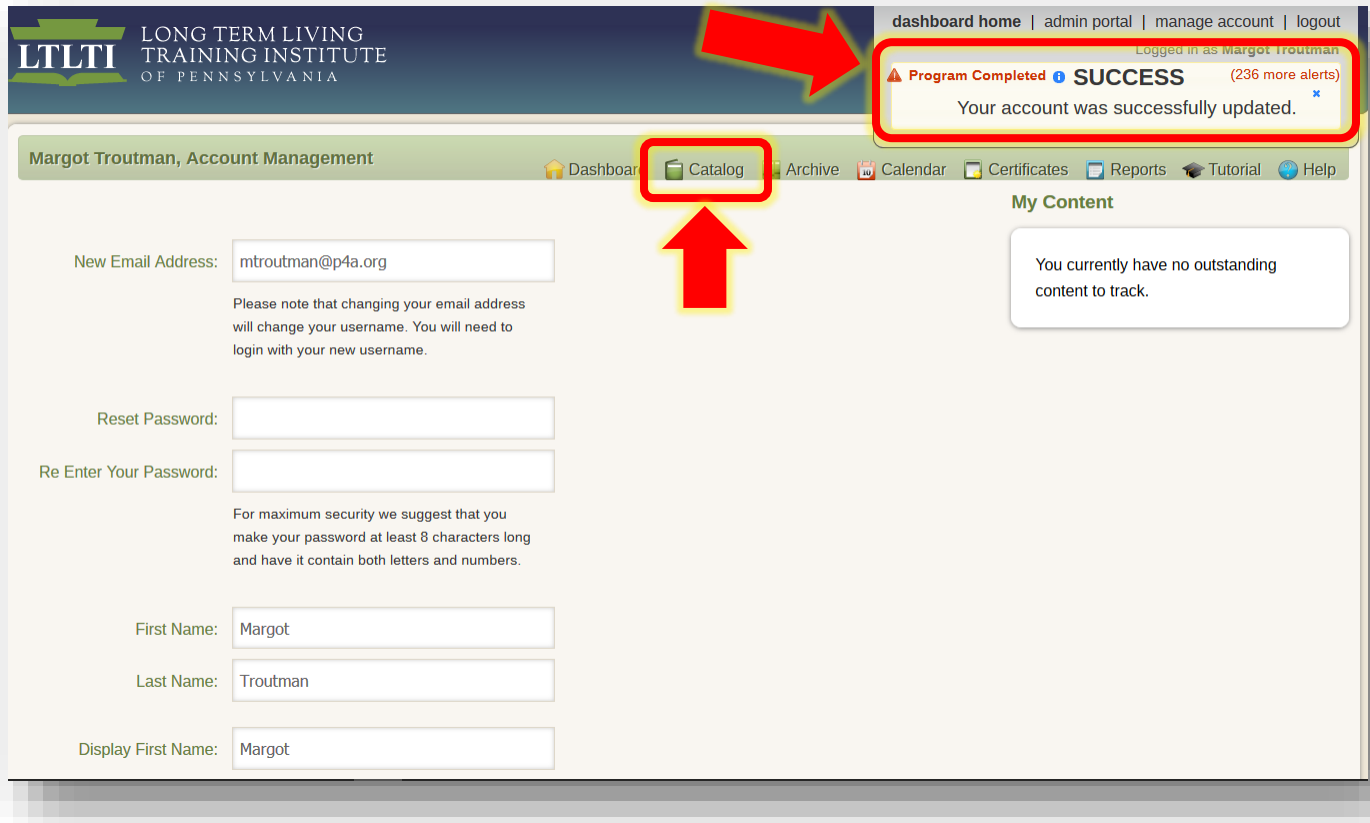 LTLTI
LONG TERM LIVING
TRAINING INSTITUTE
OF PENNSYLVANIA
dashboard home | admin portal | manage account | logout
Logged in as Margot Troutman
Program Completed SUCCESS (236 more alerts)
Your account was successfully updated.
Margot Troutman, Account Management
Dashboar Catalog Archive Calendar Certificates Reports Tutorial Help
My Content
You currently have no outstanding
content to track.
New Email Address: mtroutman@p4a.org
Please note that changing your email address
will change your username. You will need to
login with your new username.
Reset Password:
Re Enter Your Password:
For maximum security we suggest that you
make your password at least 8 characters long
and have it contain both letters and numbers.
First Name: Margot
Last Name: Troutman
Display First Name: Margot